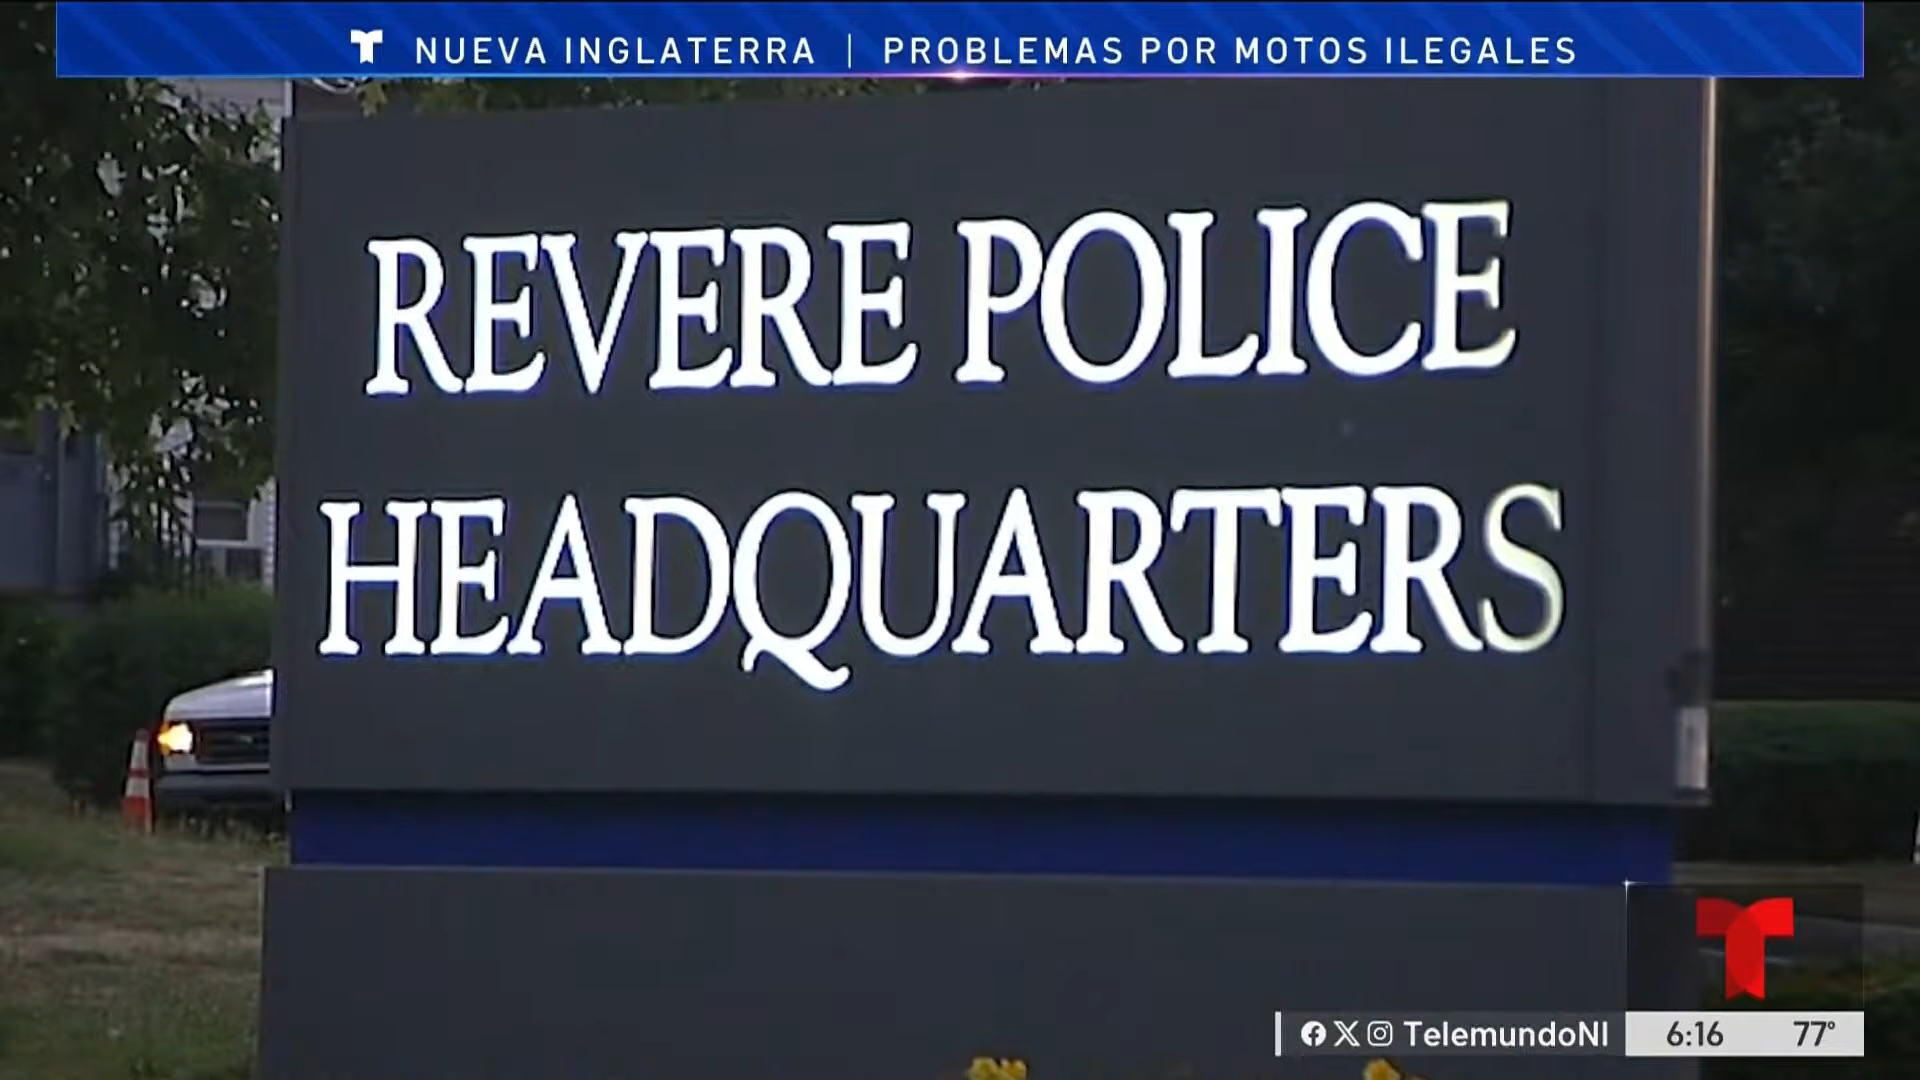 NUEVA INGLATERRA | PROBLEMAS POR MOTOS ILEGALES
REVERE POLICE
HEADQUARTERS
TelemundoNI 6:16 77°